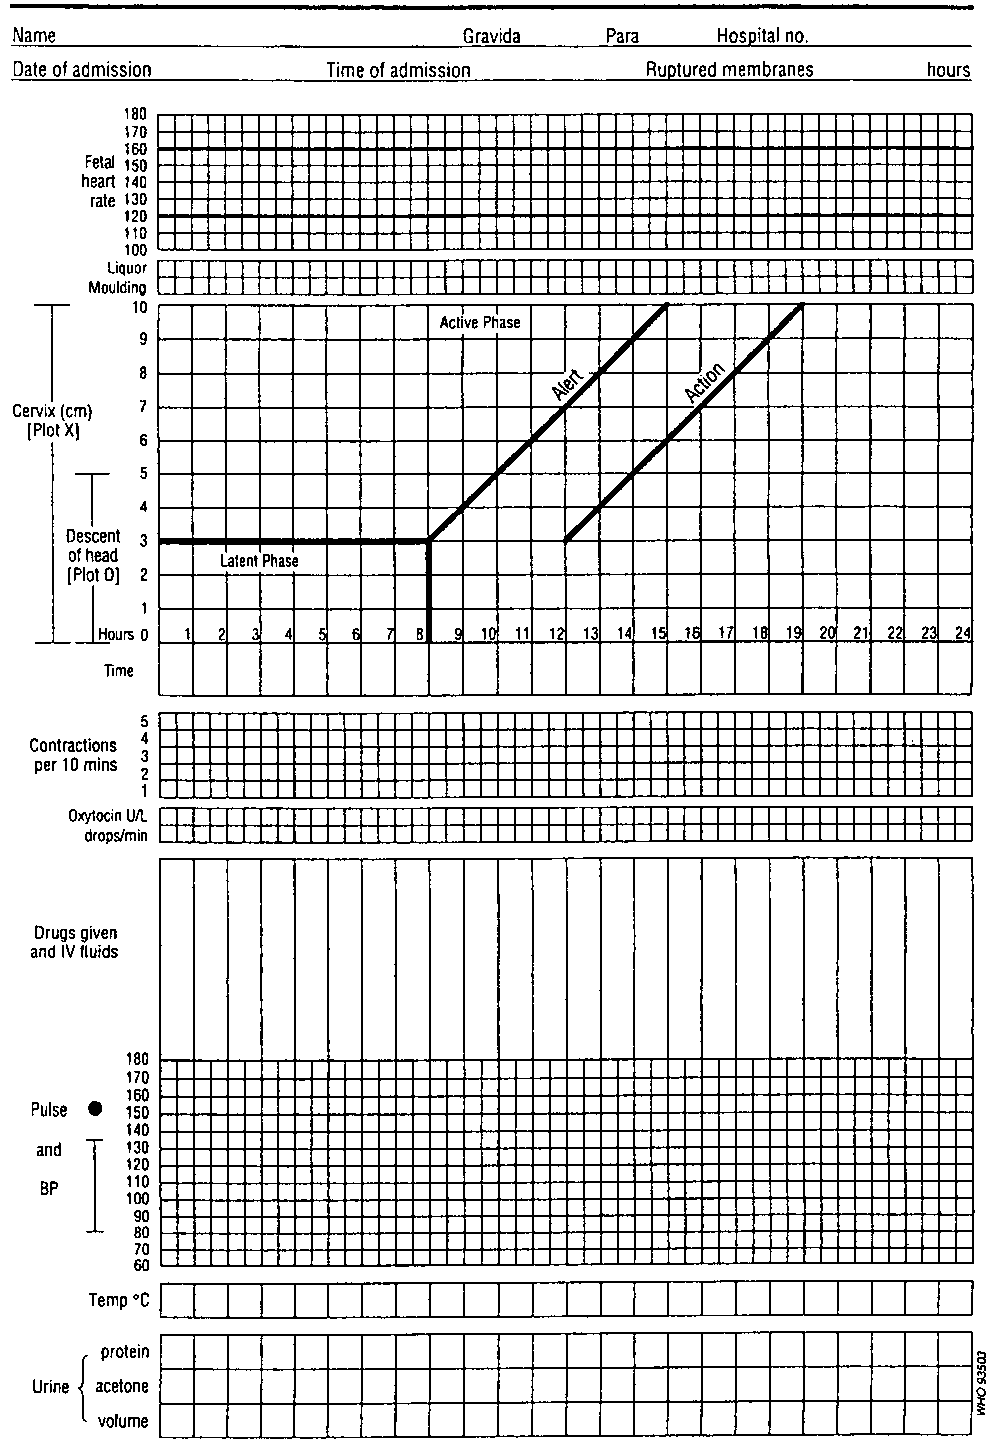 Name Gravida Para Hospital no.
Date of admission Time of admission Ruptured membranes hours
180
170
160
Fetal 150
heart 140
rate 130
120
110
100
Liquor
Moulding
10
Active Phase
9
8
Alert
Action
7
Cervix (cm)
[Plot X]
6
5
4
Descent
of head
[Plot O]
3
Latent Phase
2
1
Hours 0 1 2 3 4 5 6 7 8 9 10 11 12 13 14 15 16 17 18 19 20 21 22 23 24
Time
5
4
Contractions
per 10 mins
3
2
1
Oxytocin U/L
drops/min
Drugs given
and IV fluids
180
170
160
Pulse 150
140
and 130
120
110
BP 100
90
80
70
60
Temp °C
protein
Urine acetone
volume
WHO 93503